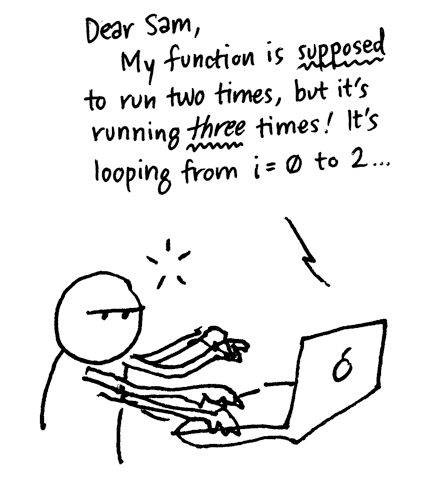 Dear Sam,
My function is supposed
to run two times, but it's
running three times! It's
looping from i = 0 to 2...